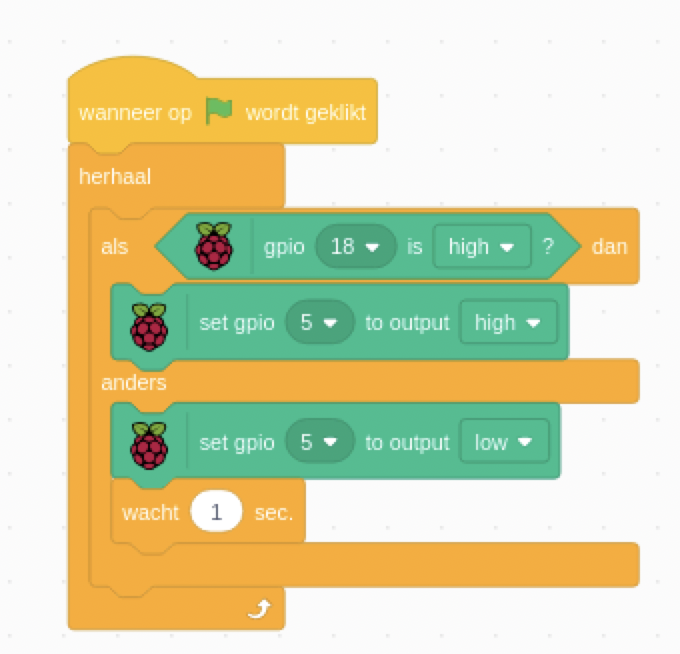 wanneer op wordt geklikt
herhaal
als gpio 18 is high ? dan
set gpio 5 to output high
anders
set gpio 5 to output low
wacht 1 sec.